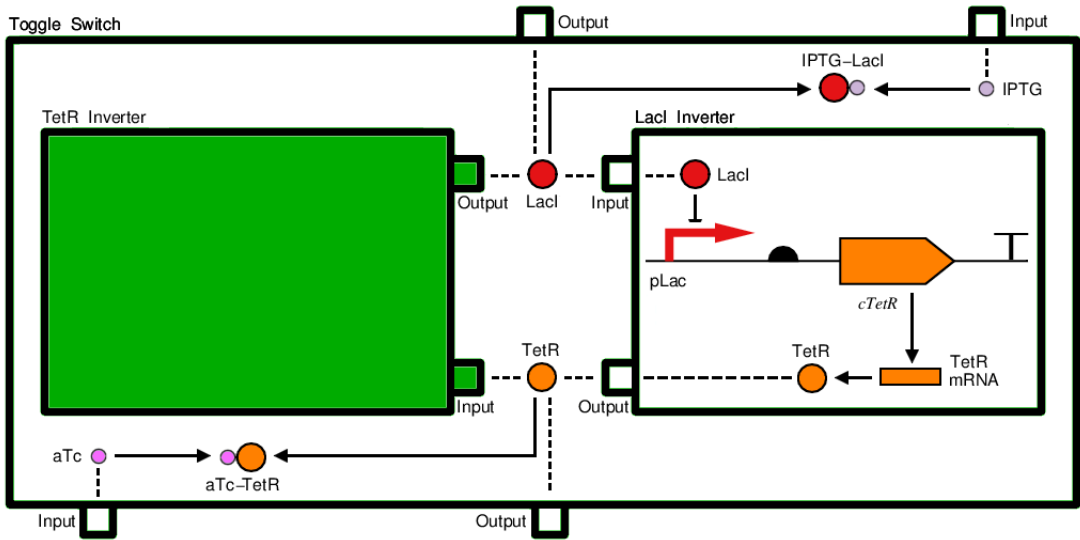 Toggle Switch
Output
Input
IPTG–LacI
IPTG
TetR Inverter
LacI Inverter
LacI
Output
LacI
Input
pLac
cTetR
TetR
TetR
TetR
mRNA
Input
Output
aTc
aTc–TetR
Input
Output